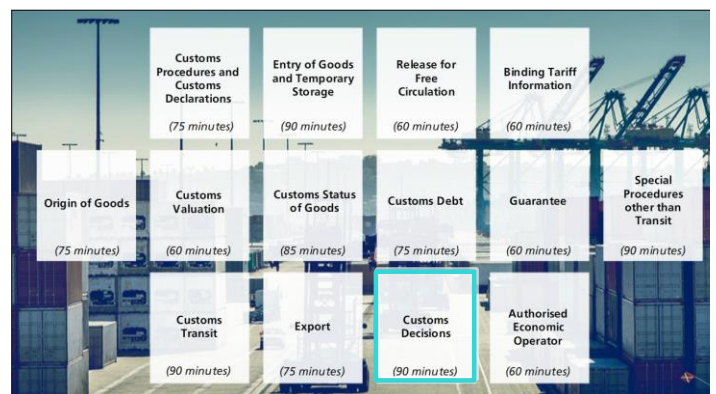 Customs
Procedures and
Customs
Declarations
(75 minutes)
Entry of Goods
and Temporary
Storage
(90 minutes)
Release for
Free
Circulation
(60 minutes)
Binding Tariff
Information
(60 minutes)
Origin of Goods
(75 minutes)
Customs
Valuation
(60 minutes)
Customs Status
of Goods
(85 minutes)
Customs Debt
(75 minutes)
Guarantee
(60 minutes)
Special
Procedures
other than
Transit
(90 minutes)
Customs
Transit
(90 minutes)
Export
(75 minutes)
Customs
Decisions
(90 minutes)
Authorised
Economic
Operator
(60 minutes)